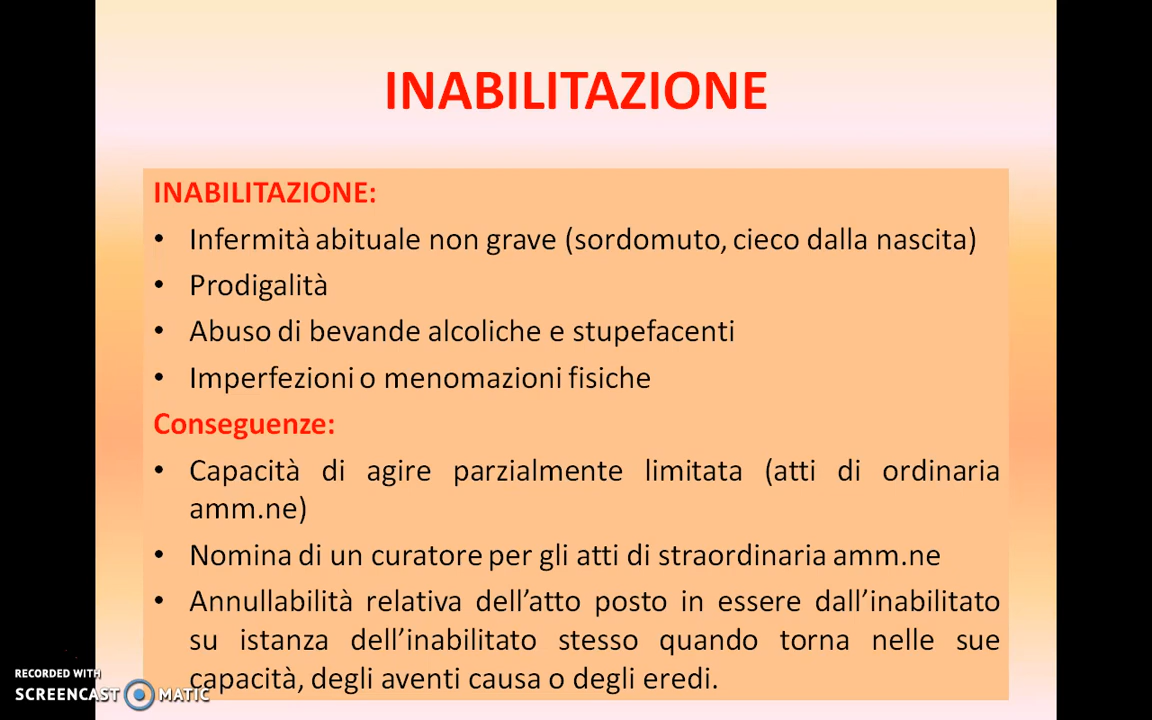 INABILITAZIONE
INABILITAZIONE:
• Infermità abituale non grave (sordomuto, cieco dalla nascita)
• Prodigalità
• Abuso di bevande alcoliche e stupefacenti
• Imperfezioni o menomazioni fisiche
Conseguenze:
• Capacità di agire parzialmente limitata (atti di ordinaria
amm.ne)
• Nomina di un curatore per gli atti di straordinaria amm.ne
• Annullabilità relativa dell’atto posto in essere dall’inabilitato
su istanza dell’inabilitato stesso quando torna nelle sue
capacità, degli aventi causa o degli eredi.
RECORDED WITH
SCREENCAST MATIC